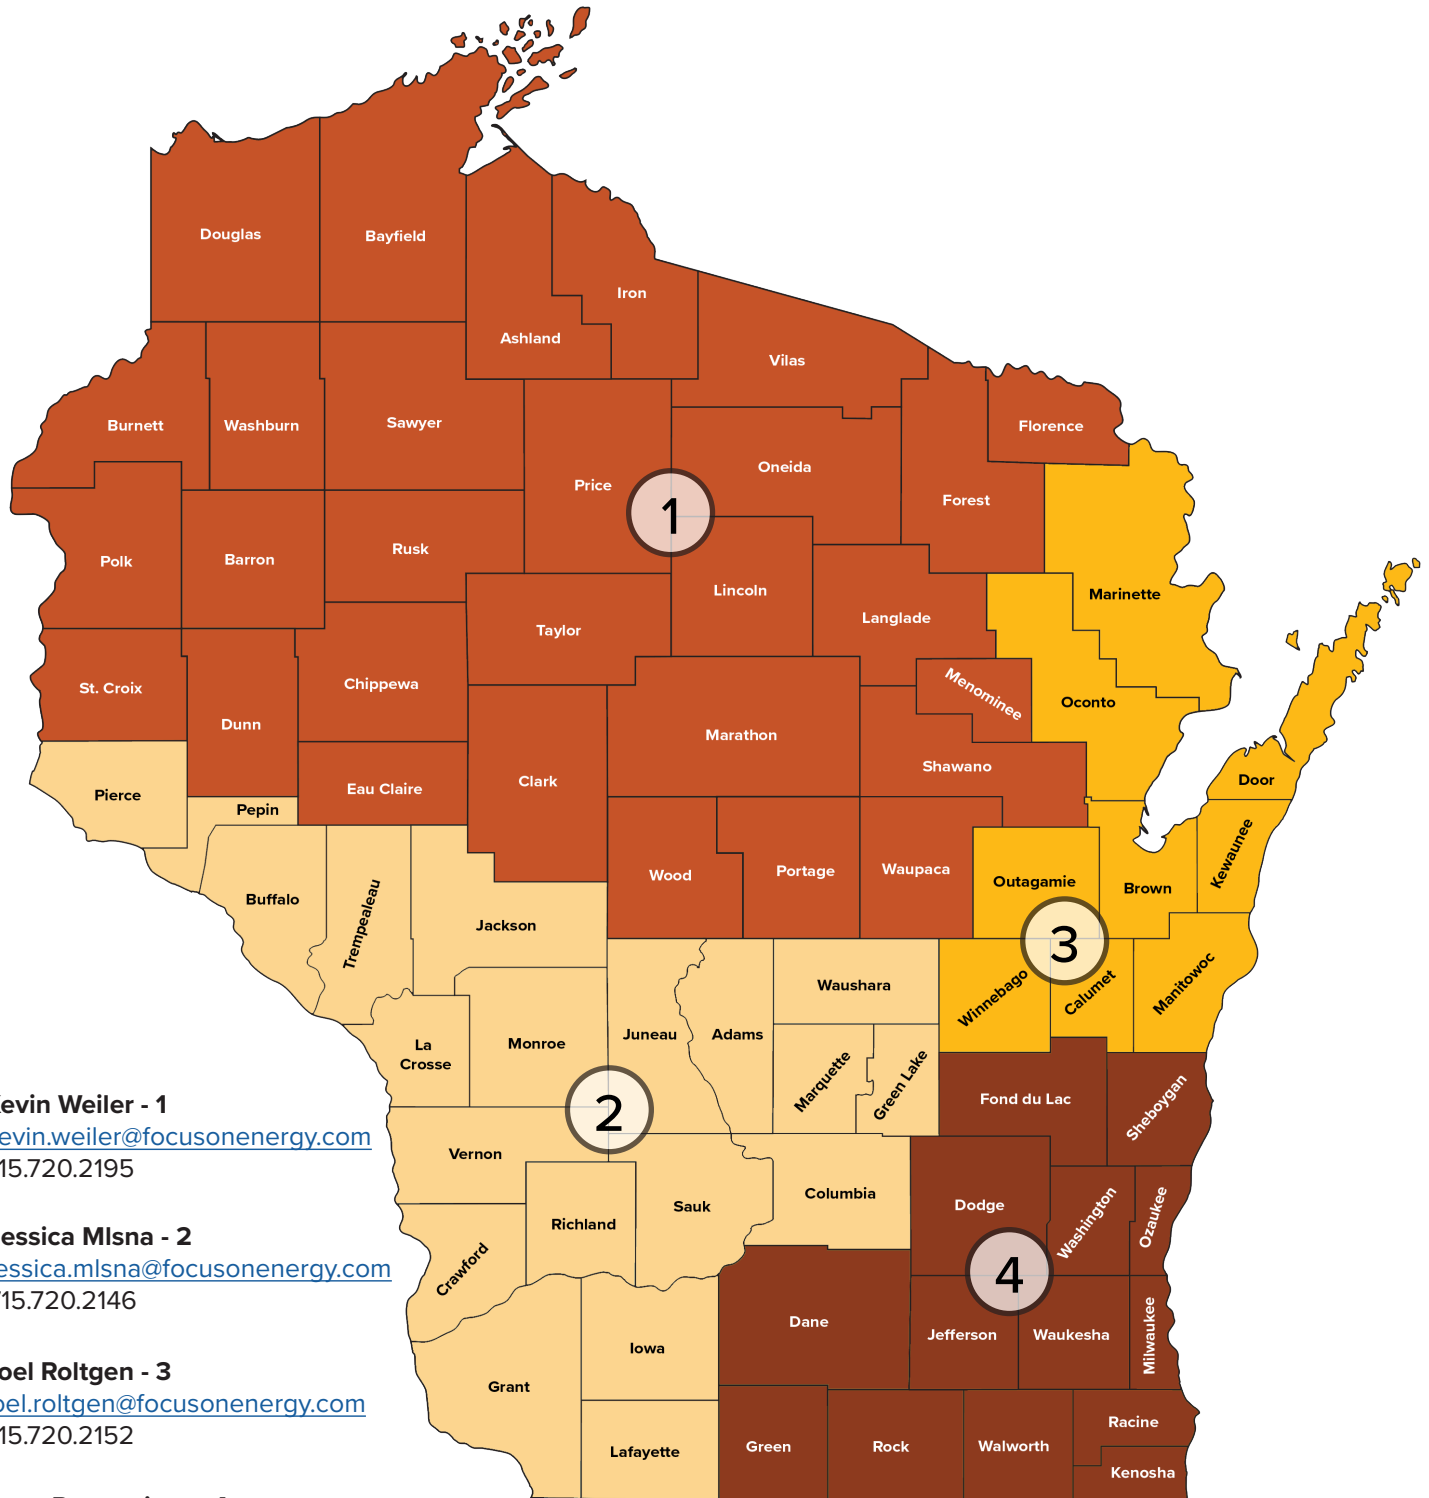 Douglas
Bayfield
Iron
Ashland
Vilas
Burnett
Washburn
Sawyer
Florence
Price
Oneida
1
Forest
Polk
Barron
Rusk
Lincoln
Marinette
Taylor
Langlade
St. Croix
Chippewa
Menominee
Oconto
Dunn
Marathon
Shawano
Pierce
Eau Claire
Clark
Door
Pepin
Wood
Portage
Waupaca
Outagamie
Brown
Kewaunee
Buffalo
Trempealeau
Jackson
3
Waushara
Winnebago
Calumet
Manitowoc
La
Crosse
Monroe
Juneau
Adams
Marquette
Green Lake
2
Fond du Lac
Sheboygan
Vernon
Richland
Sauk
Columbia
Dodge
Washington
Ozaukee
Crawford
4
Dane
Jefferson
Waukesha
Milwaukee
Iowa
Grant
Lafayette
Green
Rock
Walworth
Racine
Kenosha
evin Weiler - 1
evin.weiler@focusonenergy.com
15.720.2195
essica Mlsna - 2
essica.mlsna@focusonenergy.com
715.720.2146
oel Roltgen - 3
oel.roltgen@focusonenergy.com
15.720.2152